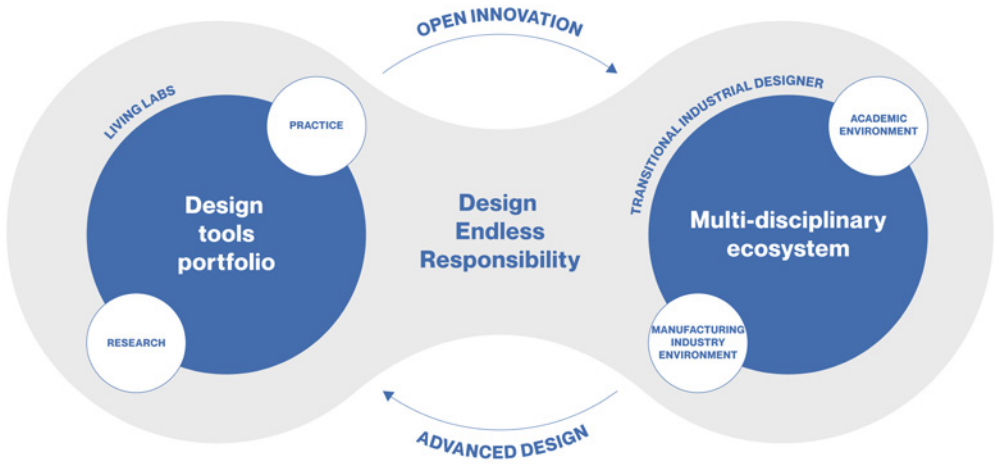 OPEN INNOVATION
LIVING LABS
PRACTICE
Design
tools
portfolio
RESEARCH
Design
Endless
Responsibility
TRANSITIONAL INDUSTRIAL DESIGNER
ACADEMIC
ENVIRONMENT
Multi-disciplinary
ecosystem
MANUFACTURING
INDUSTRY
ENVIRONMENT
ADVANCED DESIGN